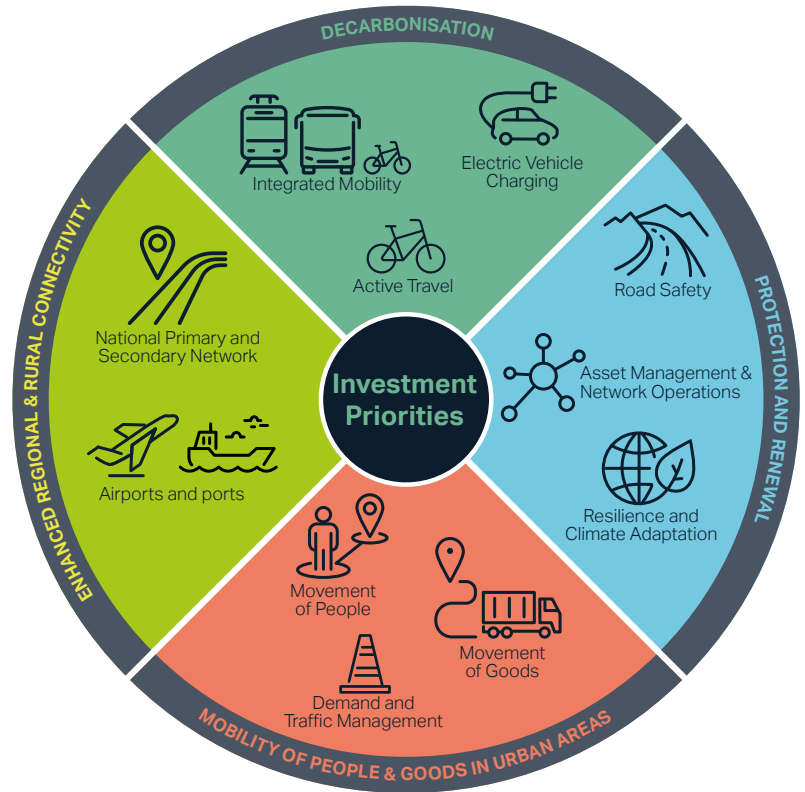 DECARBONISATION
Integrated Mobility
Electric Vehicle
Charging
Active Travel
PROTECTION AND RENEWAL
Road Safety
Asset Management &
Network Operations
Resilience and
Climate Adaptation
MOBILITY OF PEOPLE & GOODS IN URBAN AREAS
Movement
of People
Movement
of Goods
Demand and
Traffic Management
ENHANCED REGIONAL & RURAL CONNECTIVITY
National Primary and
Secondary Network
Airports and ports
Investment
Priorities